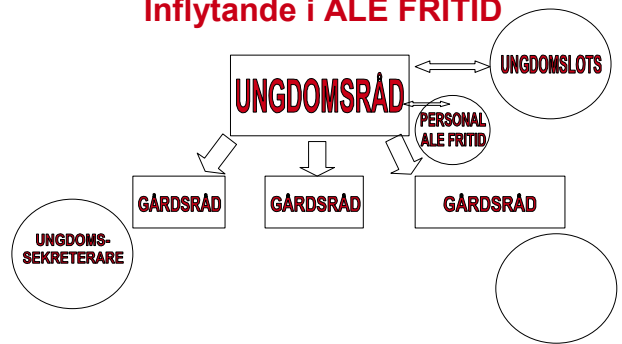 Inflytande i ALE FRITID
UNGDOMSLOTS
UNGDOMSRÅD
PERSONAL
ALE FRITID
GÅRDSRÅD
GÅRDSRÅD
GÅRDSRÅD
UNGDOMS-
SEKRETERARE